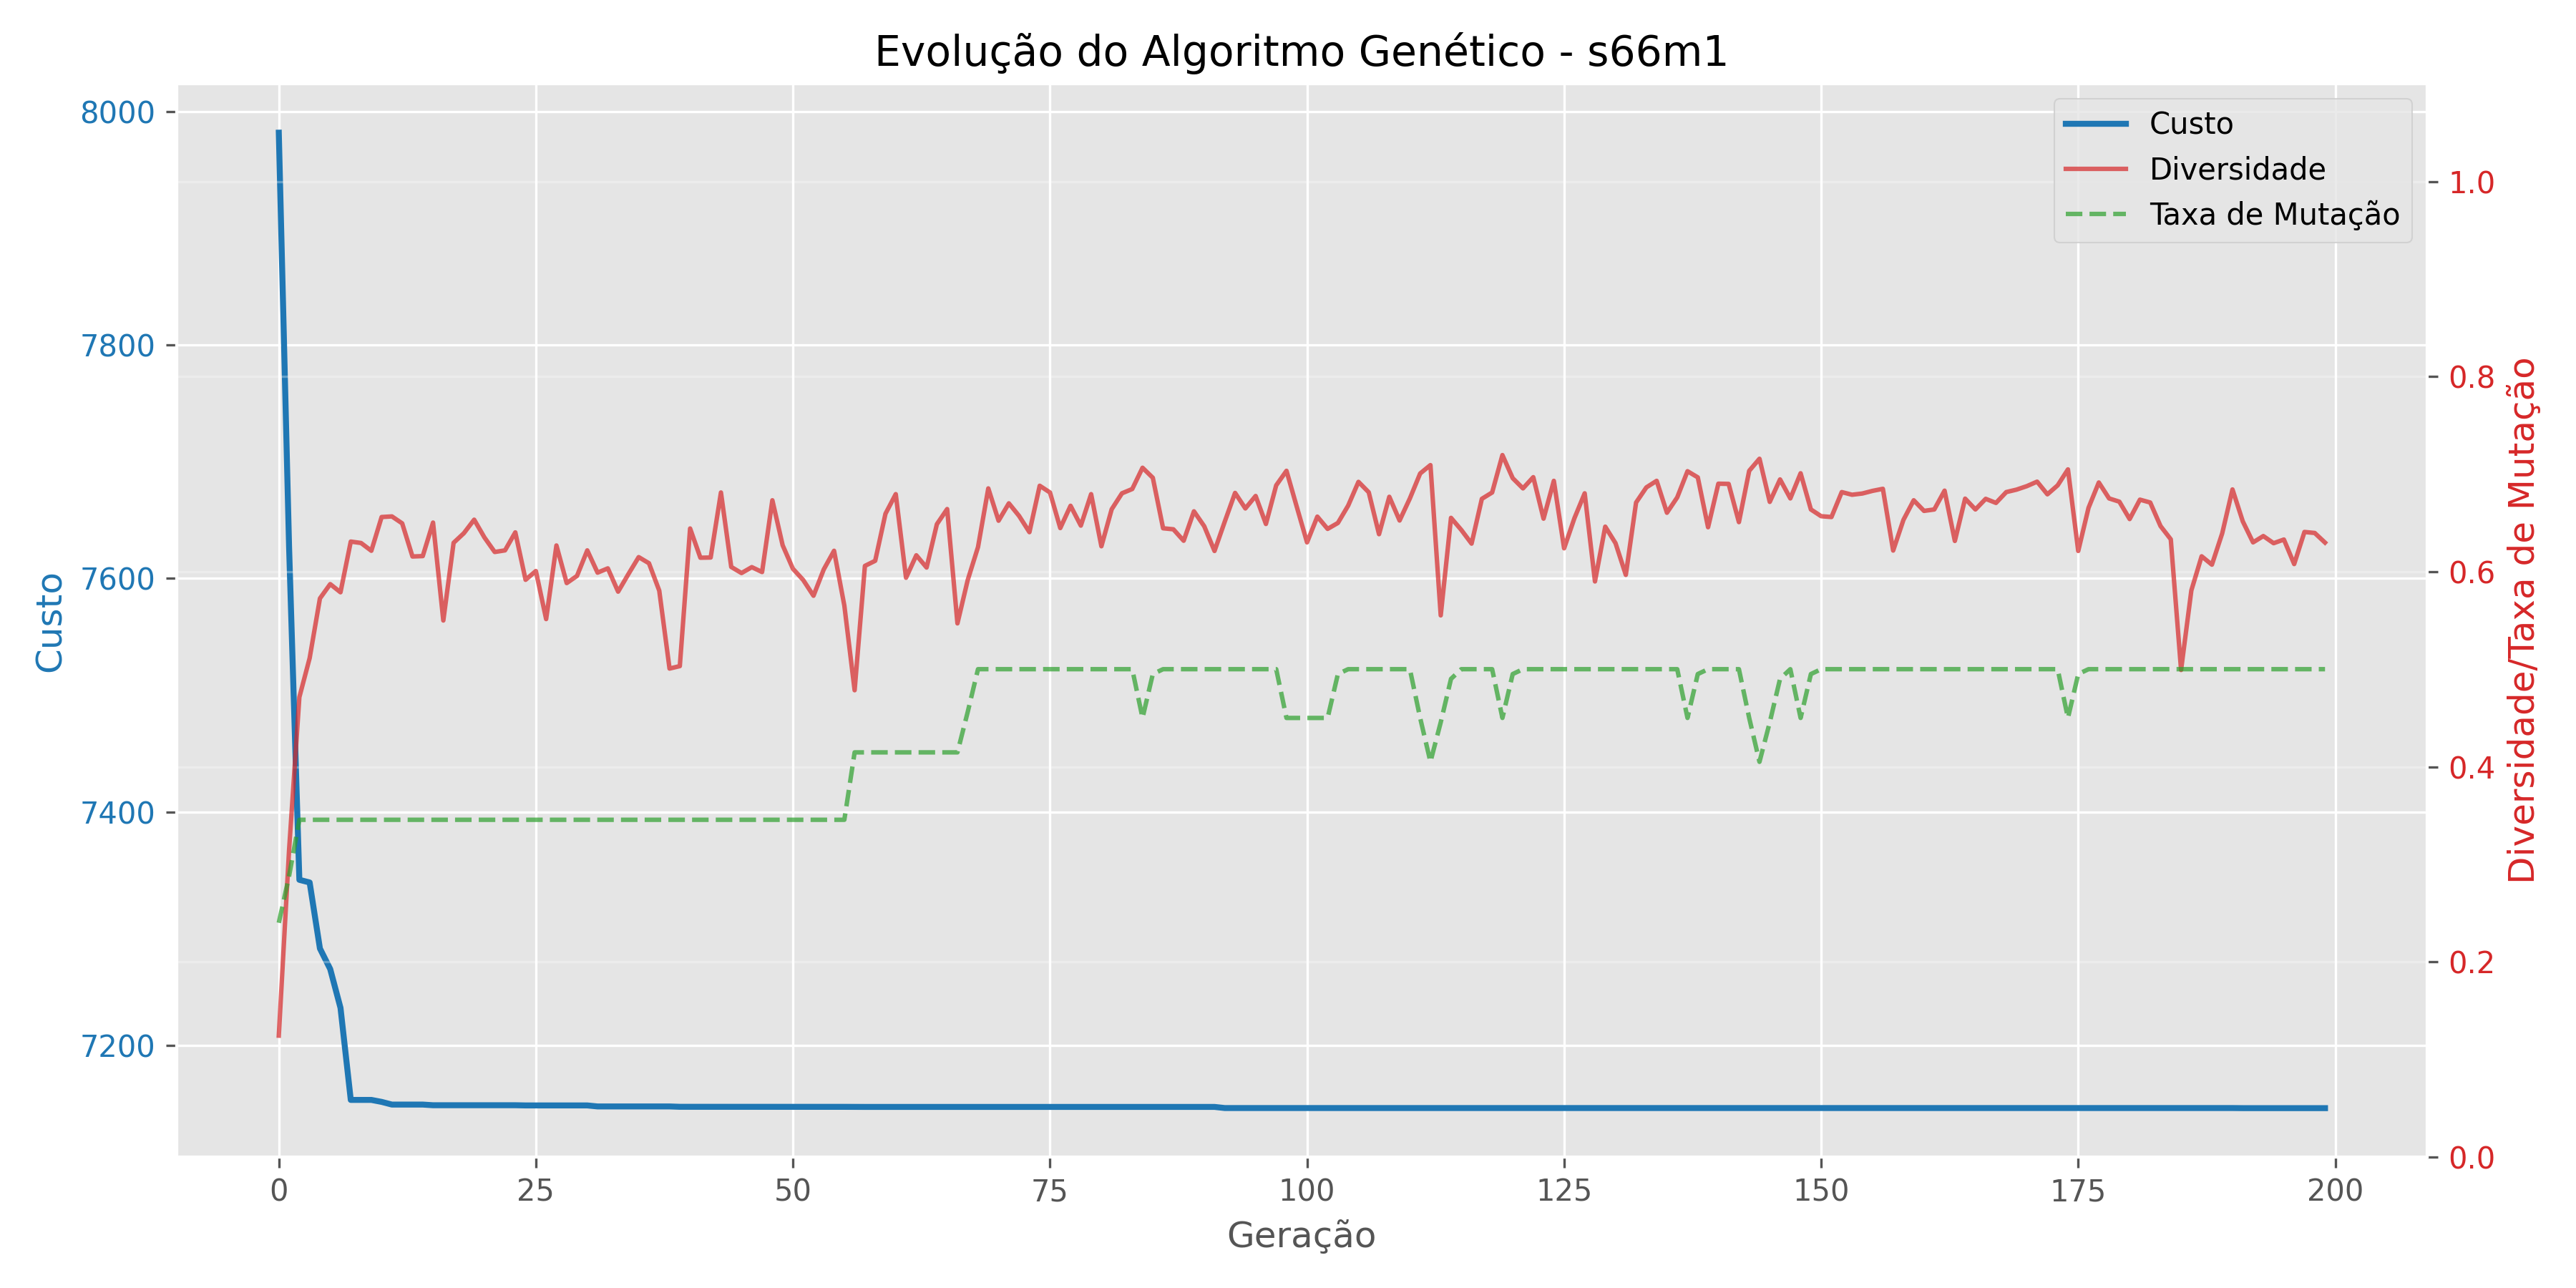 Evolução do Algoritmo Genético - s66m1
Custo
Diversidade
Taxa de Mutação
8000
7800
7600
7400
7200
Custo
1.0
0.8
0.6
0.4
0.2
0.0
Diversidade/Taxa de Mutação
0 25 50 75 100 125 150 175 200
Geração